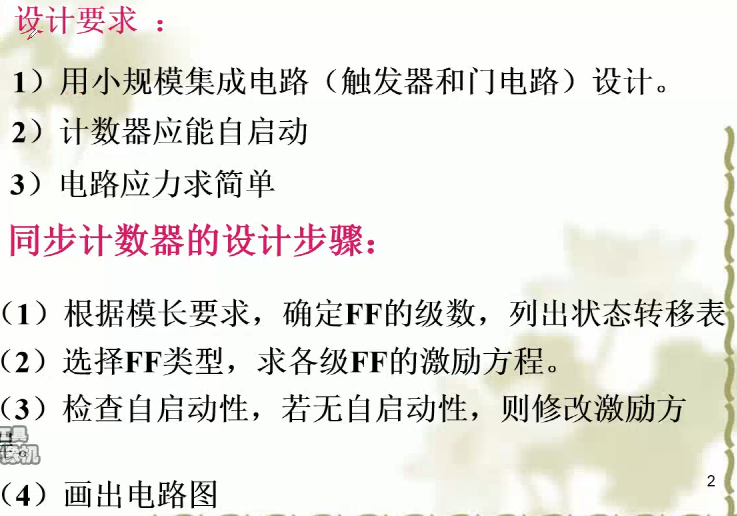 设计要求 ：
1）用小规模集成电路（触发器和门电路）设计。
2）计数器应能自启动
3）电路应力求简单
同步计数器的设计步骤：
（1）根据模长要求，确定FF的级数，列出状态转移表
（2）选择FF类型，求各级FF的激励方程。
（3）检查自启动性，若无自启动性，则修改激励方
（4）画出电路图
2